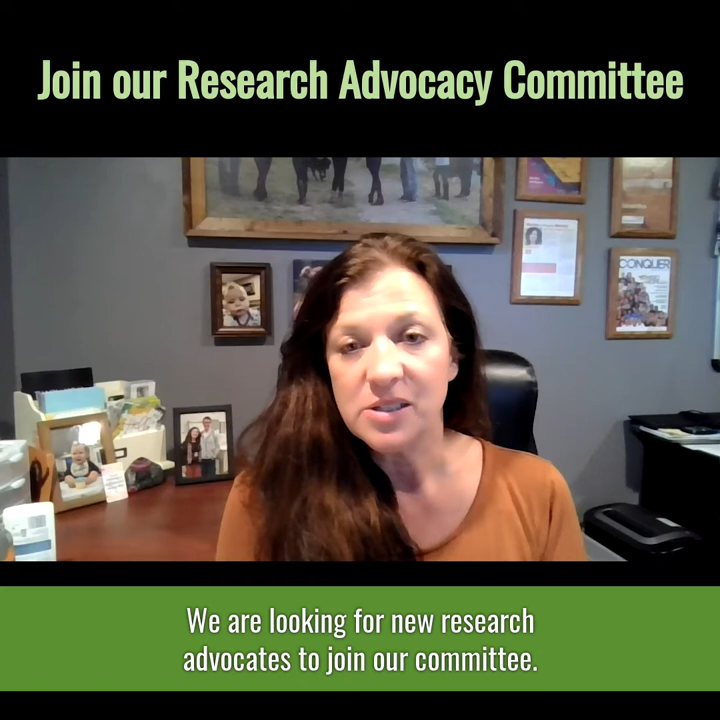 Join our Research Advocacy Committee
CONQUER
We are looking for new research
advocates to join our committee.